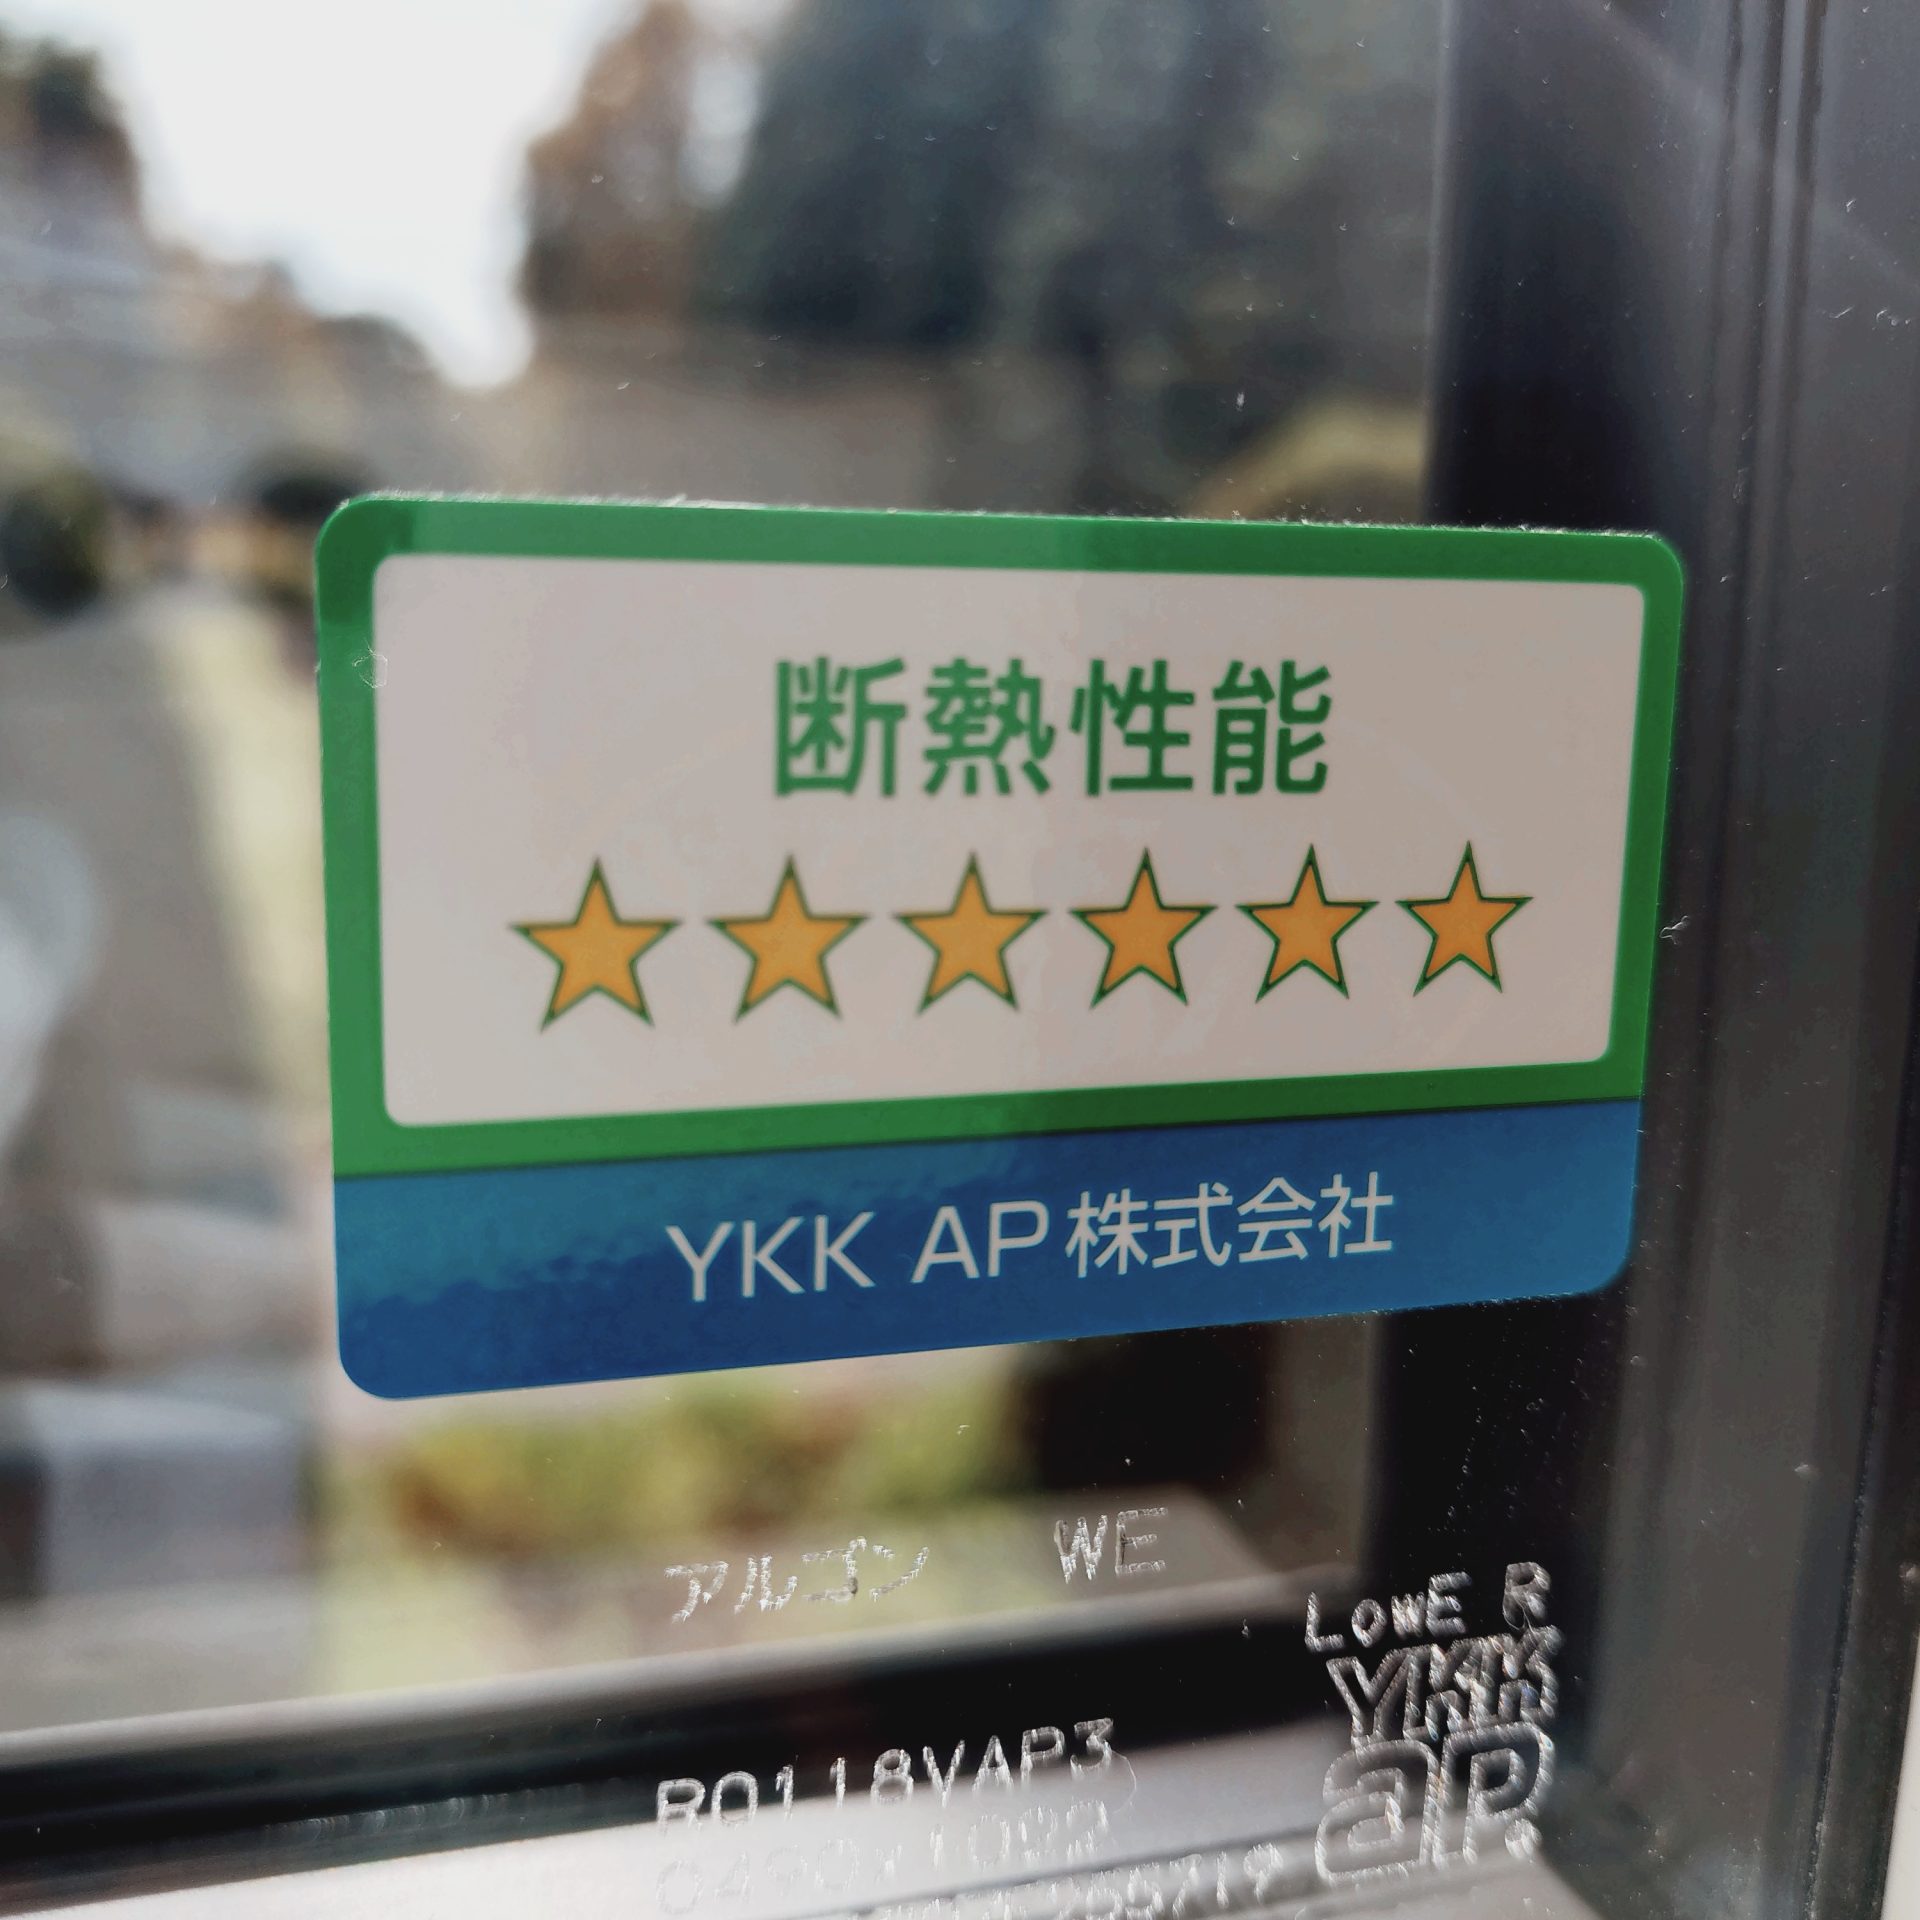 断熱性能
★★★★★★
YKK AP株式会社
アルゴン WE
LowE R
YKK
ap
R0118VAP3